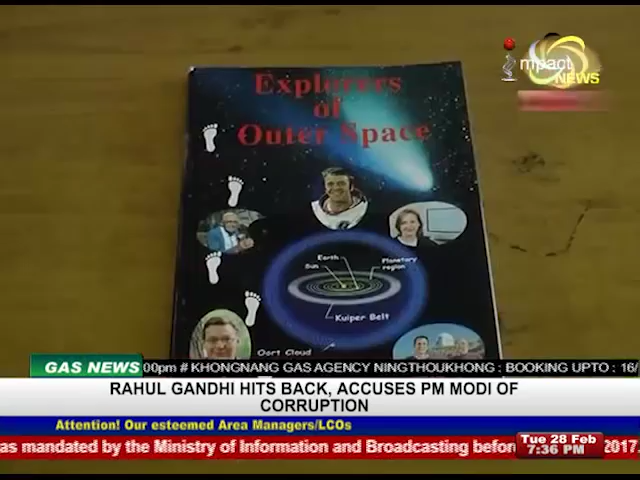 Explorers
of
Outer Space
mpact
NEWS
Earth
Sun
Planetary
region
Kuiper Belt
Oort Cloud
GAS NEWS
:00pm # KHONGNANG GAS AGENCY NINGTHOUKHONG : BOOKING UPTO : 16/
RAHUL GANDHI HITS BACK, ACCUSES PM MODI OF
CORRUPTION
Attention! Our esteemed Area Managers/LCOs
as mandated by the Ministry of Information and Broadcasting before
Tue 28 Feb
7:36 PM
2017.